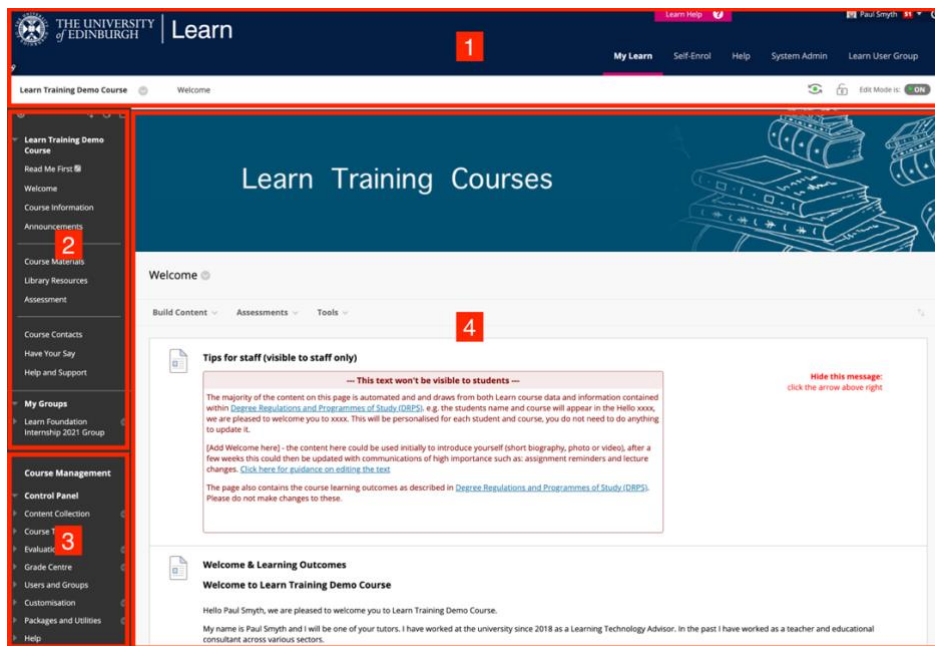 THE UNIVERSITY
of EDINBURGH
Learn
Learn Help ?
Paul Smyth 51
1
My Learn Self-Enrol Help System Admin Learn User Group
Learn Training Demo Course Welcome Edit Mode is: ON
Learn Training Demo
Course
Read Me First
Welcome
Course Information
Announcements
2
Course Materials
Library Resources
Assessment
Course Contacts
Have Your Say
Help and Support
My Groups
Learn Foundation
Internship 2021 Group
Course Management
Control Panel
Content Collection
Course
3
Grade Centre
Users and Groups
Customisation
Packages and Utilities
Help
Learn Training Courses
Welcome
Build Content Assessments Tools
4
Tips for staff (visible to staff only)
--- This text won't be visible to students ---
The majority of the content on this page is automated and and draws from both Learn course data and information contained
within Degree Regulations and Programmes of Study (DRPS). e.g. the students name and course will appear in the Hello xxxx,
we are pleased to welcome you to xxxx. This will be personalised for each student and course, you do not need to do anything
to update it.
[Add Welcome here] - the content here could be used initially to introduce yourself (short biography, photo or video), after a
few weeks this could then be updated with communications of high importance such as: assignment reminders and lecture
changes. Click here for guidance on editing the text
The page also contains the course learning outcomes as described in Degree Regulations and Programmes of Study (DRPS).
Please do not make changes to these.
Hide this message:
click the arrow above right
Welcome & Learning Outcomes
Welcome to Learn Training Demo Course
Hello Paul Smyth, we are pleased to welcome you to Learn Training Demo Course.
My name is Paul Smyth and I will be one of your tutors. I have worked at the university since 2018 as a Learning Technology Advisor. In the past I have worked as a teacher and educational
consultant across various sectors.